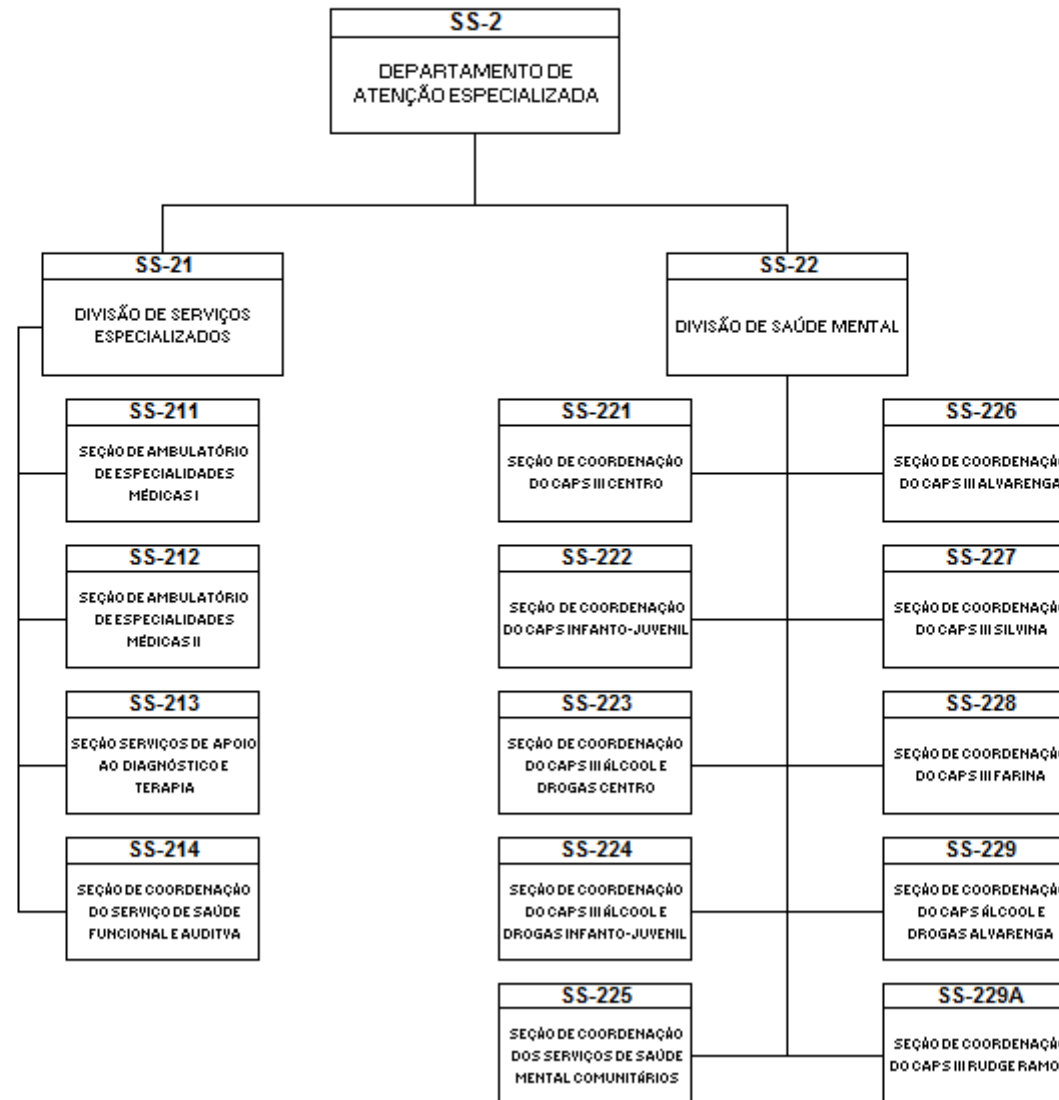 SS-2
DEPARTAMENTO DE
ATENÇÃO ESPECIALIZADA
SS-21
DIVISÃO DE SERVIÇOS
ESPECIALIZADOS
SS-211
SEÇÃO DE AMBULATÓRIO
DE ESPECIALIDADES
MÉDICAS I
SS-212
SEÇÃO DE AMBULATÓRIO
DE ESPECIALIDADES
MÉDICAS II
SS-213
SEÇÃO SERVIÇOS DE APOIO
AO DIAGNÓSTICO E
TERAPIA
SS-214
SEÇÃO DE COORDENAÇÃO
DO SERVIÇO DE SAÚDE
FUNCIONAL E AUDITVA
SS-22
DIVISÃO DE SAÚDE MENTAL
SS-221
SEÇÃO DE COORDENAÇÃO
DO CAPS III CENTRO
SS-222
SEÇÃO DE COORDENAÇÃO
DO CAPS INFANTO-JUVENIL
SS-223
SEÇÃO DE COORDENAÇÃO
DO CAPS III ÁLCOOL E
DROGAS CENTRO
SS-224
SEÇÃO DE COORDENAÇÃO
DO CAPS III ÁLCOOL E
DROGAS INFANTO-JUVENIL
SS-225
SEÇÃO DE COORDENAÇÃO
DOS SERVIÇOS DE SAÚDE
MENTAL COMUNITÁRIOS
SS-226
SEÇÃO DE COORDENAÇÃO
DO CAPS III ALVARENGA
SS-227
SEÇÃO DE COORDENAÇÃO
DO CAPS III SILVINA
SS-228
SEÇÃO DE COORDENAÇÃO
DO CAPS III FARINA
SS-229
SEÇÃO DE COORDENAÇÃO
DO CAPS ÁLCOOL E
DROGAS ALVARENGA
SS-229A
SEÇÃO DE COORDENAÇÃO
DO CAPS III RUDGE RAMO